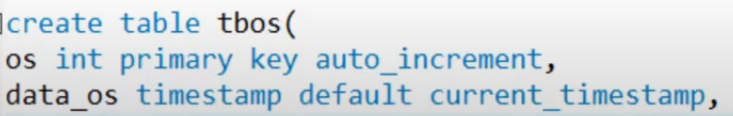 create table tbos(
os int primary key auto_increment,
data_os timestamp default current_timestamp,